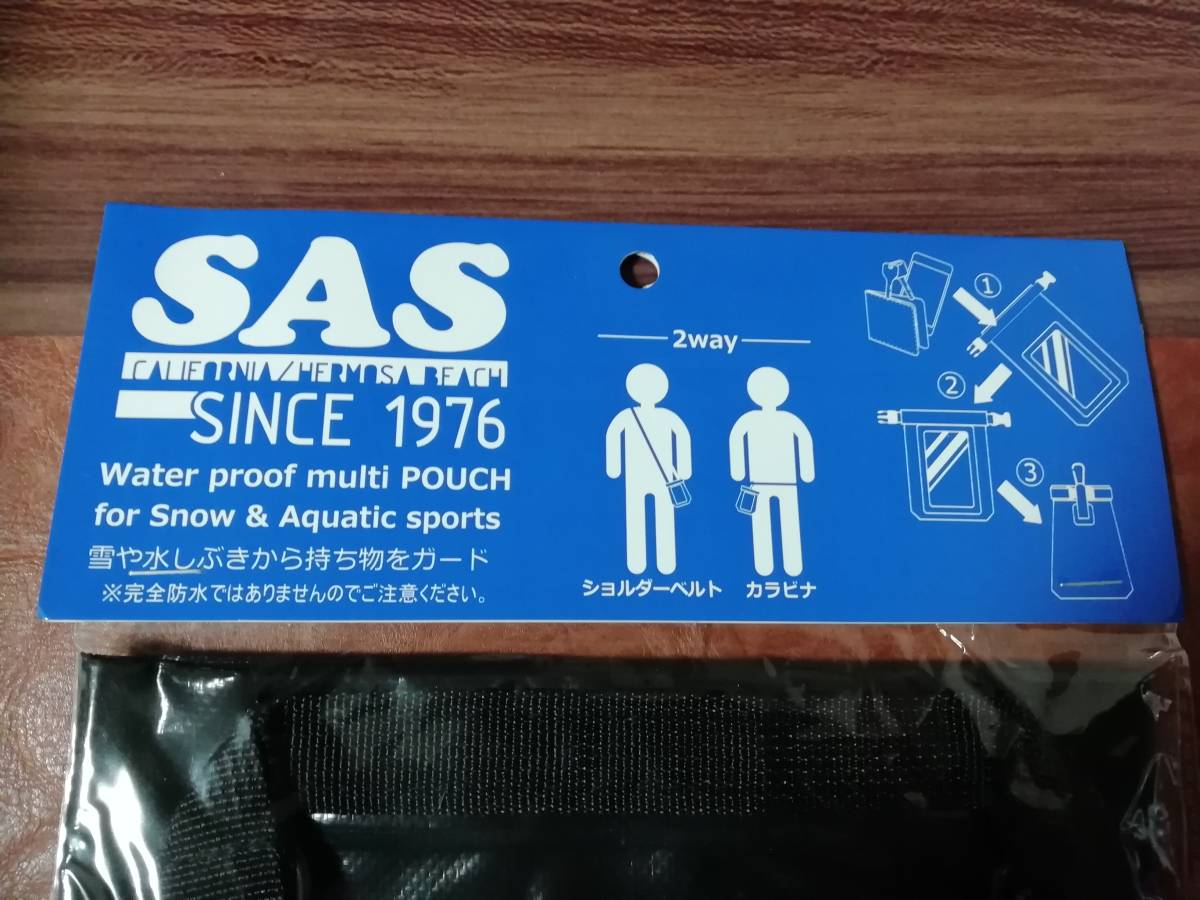 SAS
CALIFORNIA/HERMOSA BEACH
SINCE 1976
Water proof multi POUCH
for Snow & Aquatic sports
雪や水しぶきから持ち物をガード
※完全防水ではありませんのでご注意ください。
2way
ショルダーベルト
カラビナ
①
②
③